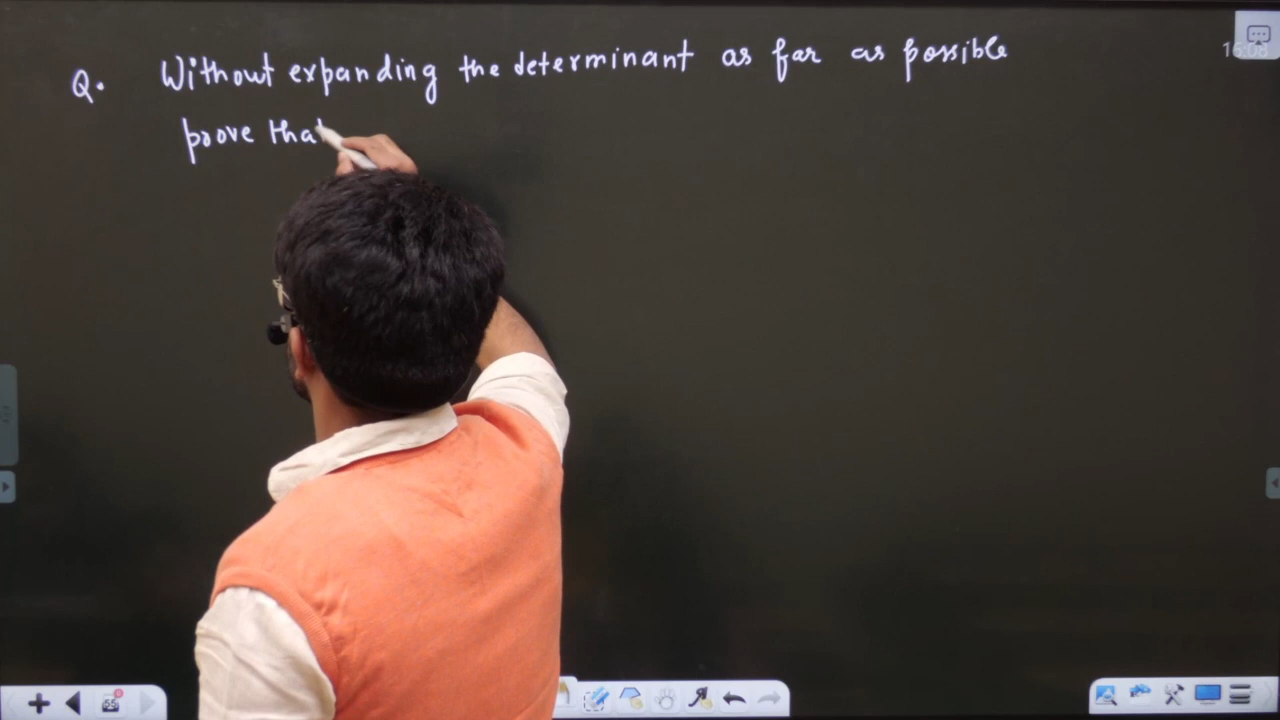 Q. Without expanding the determinant as far as possible
prove that